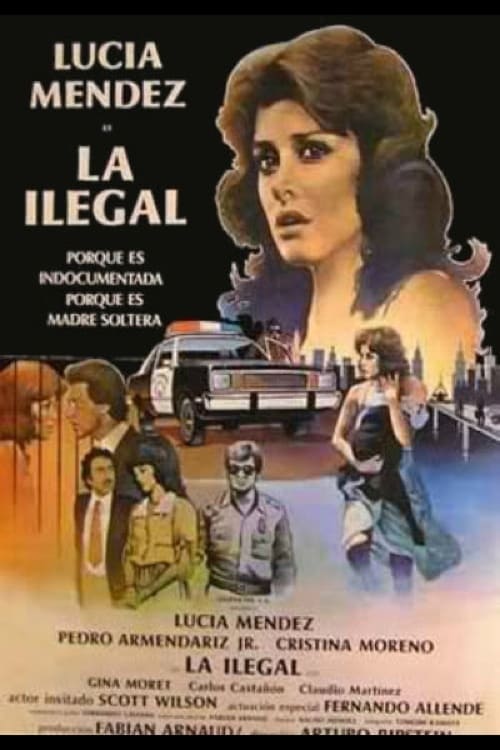 LUCIA
MENDEZ
LA
ILEGAL
PORQUE ES
INDOCUMENTADA
PORQUE ES
MADRE SOLTERA
LUCIA MENDEZ
PEDRO ARMENDARIZ JR. CRISTINA MORENO
LA ILEGAL
GINA MORET Carlos Castañón Claudio Martinez
actor invitado SCOTT WILSON actuación especial FERNANDO ALLENDE
producción FABIAN ARNAUD/ ARTURO RIPSTEIN